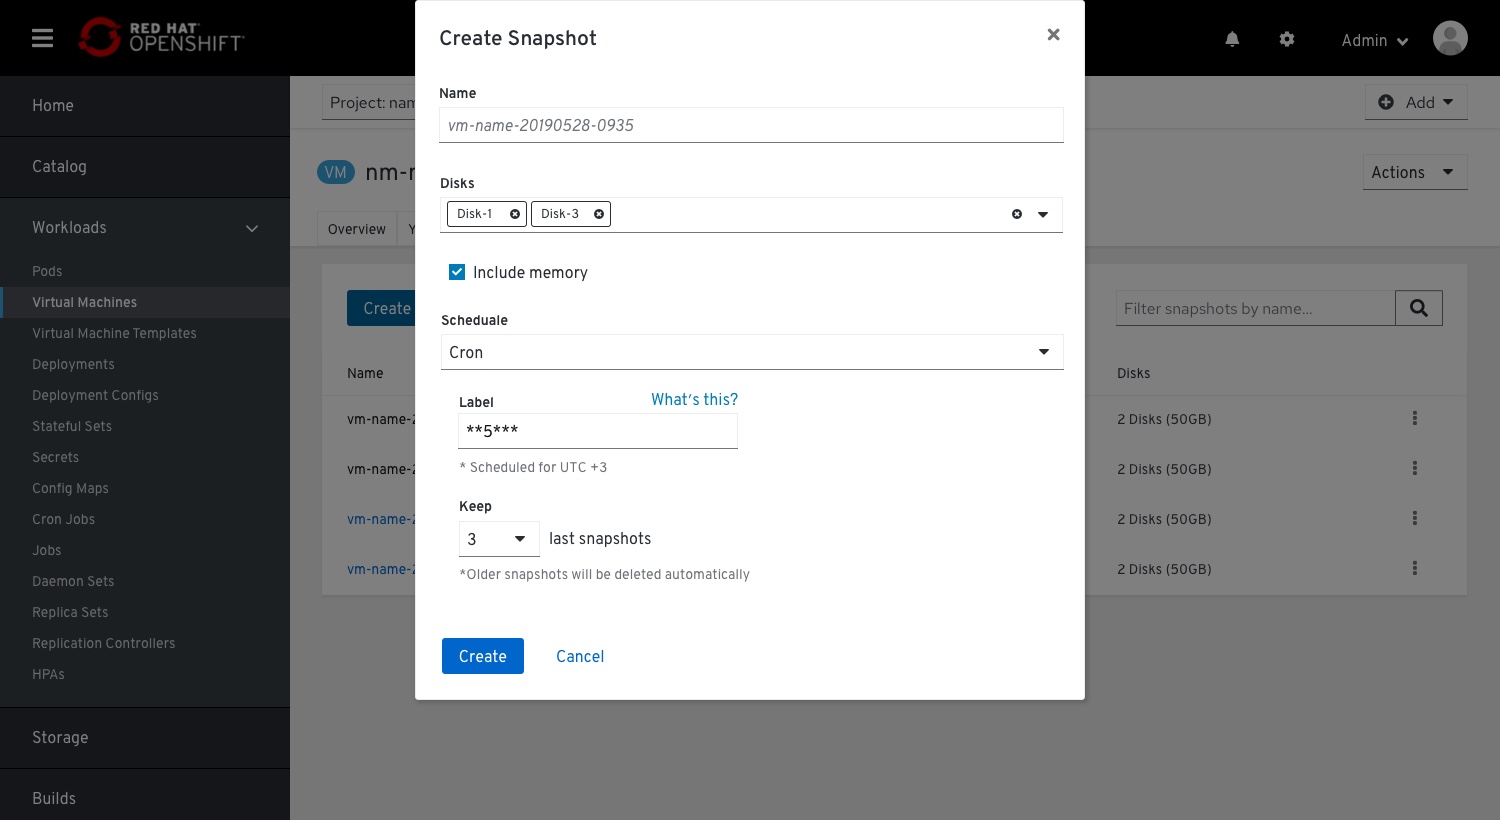 RED HAT
OPENSHIFT
Admin
Home
Catalog
Workloads
Pods
Virtual Machines
Virtual Machine Templates
Deployments
Deployment Configs
Stateful Sets
Secrets
Config Maps
Cron Jobs
Jobs
Daemon Sets
Replica Sets
Replication Controllers
HPAs
Storage
Builds
Project: nam
Add
VM nm-r
Actions
Overview Y
Create
Filter snapshots by name...
Name Disks
vm-name-2 2 Disks (50GB)
vm-name-2 2 Disks (50GB)
vm-name-2 2 Disks (50GB)
vm-name-2 2 Disks (50GB)
Create Snapshot
Name
vm-name-20190528-0935
Disks
Disk-1 Disk-3
Include memory
Scheduale
Cron
Label What's this?
**5***
* Scheduled for UTC +3
Keep
3 last snapshots
*Older snapshots will be deleted automatically
Create Cancel